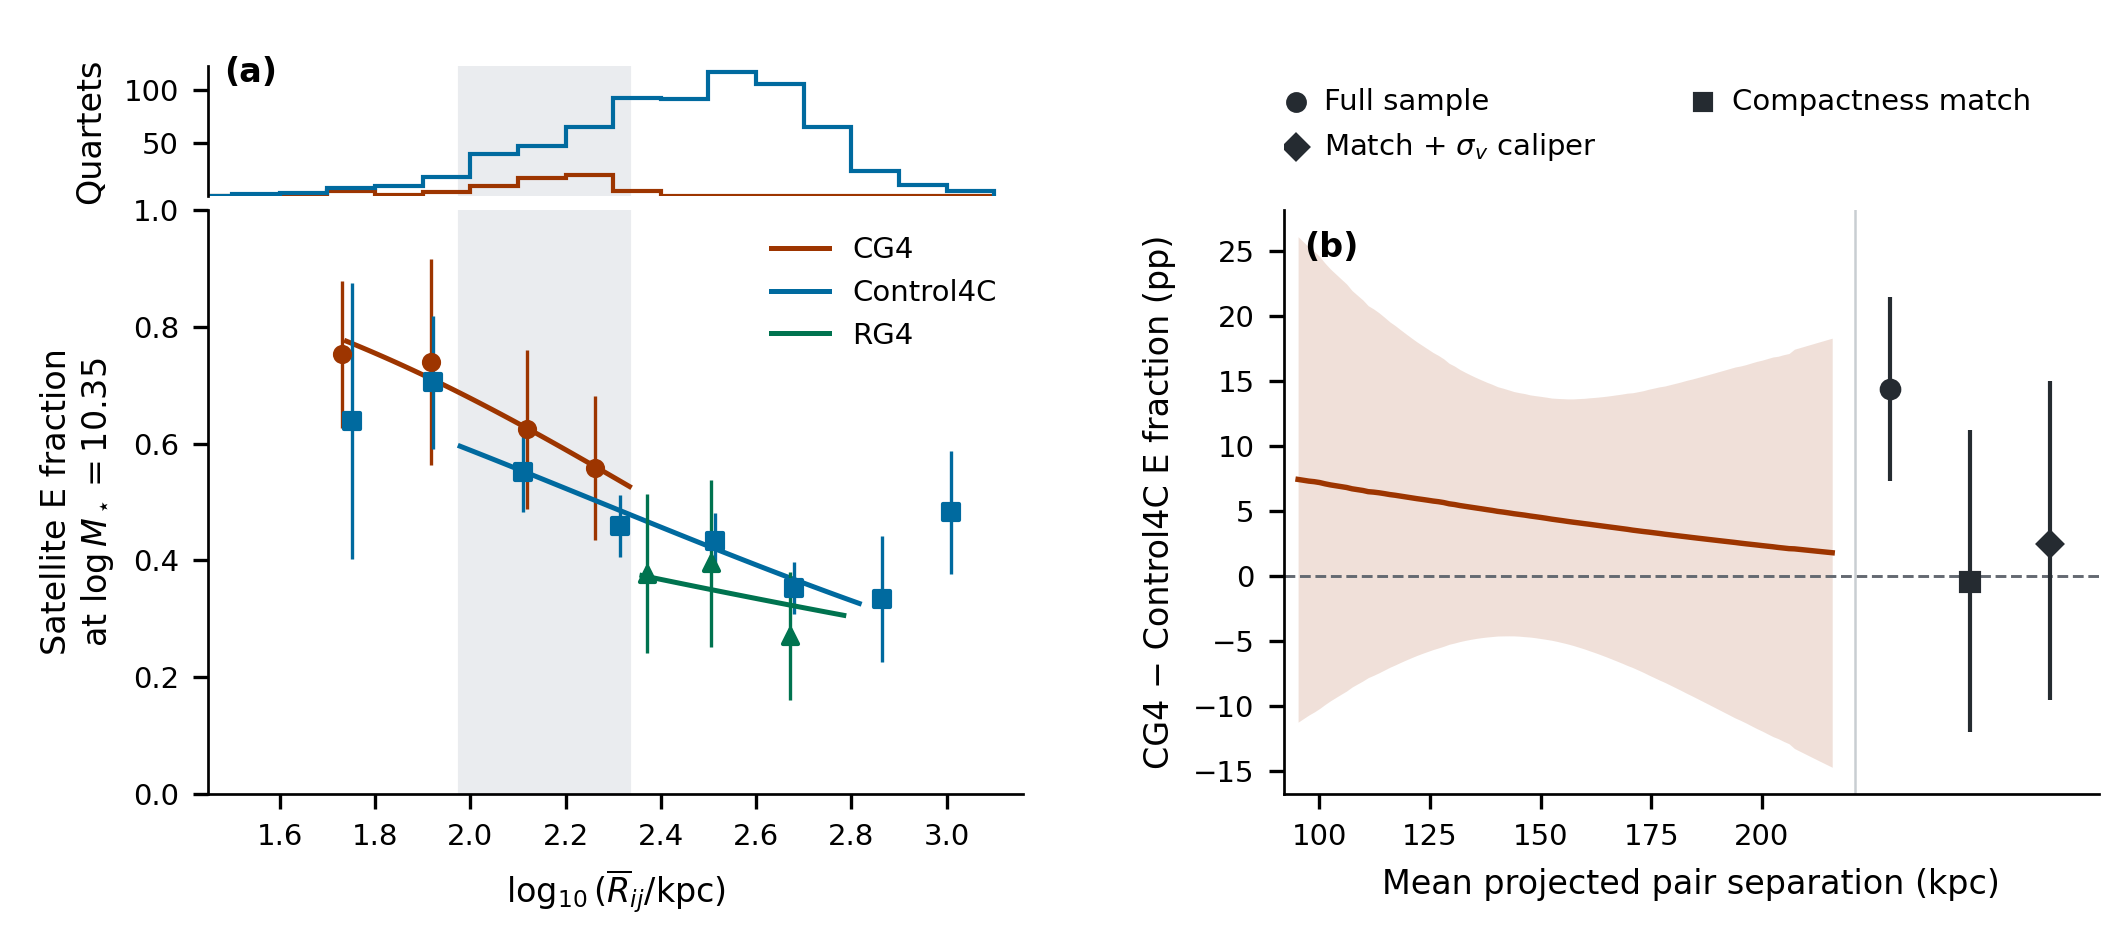 (a)
Quartets
100
50
1.0
0.8
0.6
0.4
0.2
0.0
Satellite E fraction
at log M⋆ = 10.35
CG4
Control4C
RG4
1.6 1.8 2.0 2.2 2.4 2.6 2.8 3.0
log₁₀ (R̅ᵢⱼ/kpc)
Full sample
Compactness match
Match + σᵥ caliper
(b)
CG4 − Control4C E fraction (pp)
25
20
15
10
5
0
−5
−10
−15
100 125 150 175 200
Mean projected pair separation (kpc)